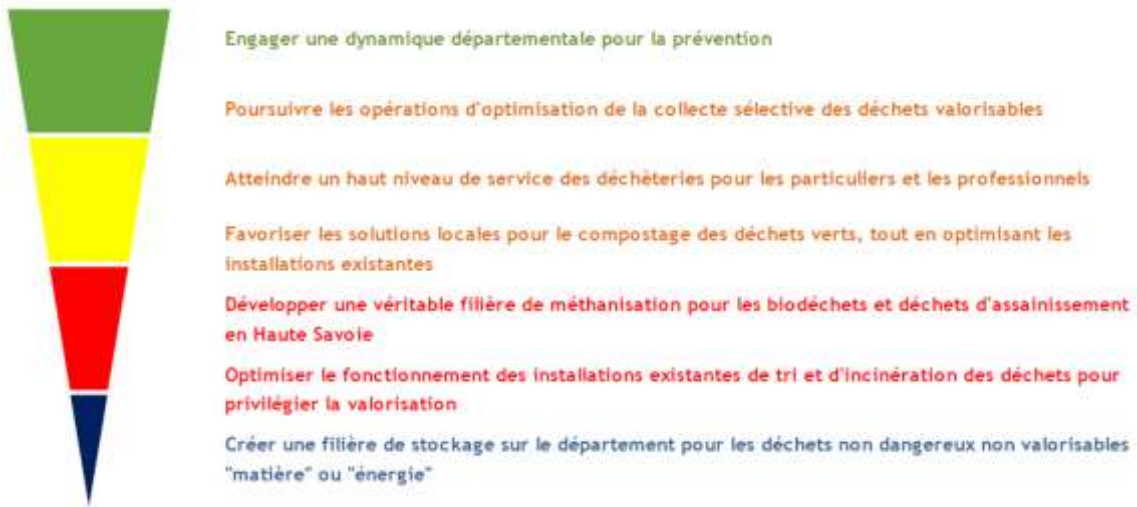 Engager une dynamique départementale pour la prévention
Poursuivre les opérations d'optimisation de la collecte sélective des déchets valorisables
Atteindre un haut niveau de service des déchèteries pour les particuliers et les professionnels
Favoriser les solutions locales pour le compostage des déchets verts, tout en optimisant les
installations existantes
Développer une véritable filière de méthanisation pour les biodéchets et déchets d'assainissement
en Haute Savoie
Optimiser le fonctionnement des installations existantes de tri et d'incinération des déchets pour
privilégier la valorisation
Créer une filière de stockage sur le département pour les déchets non dangereux non valorisables
"matière" ou "énergie"